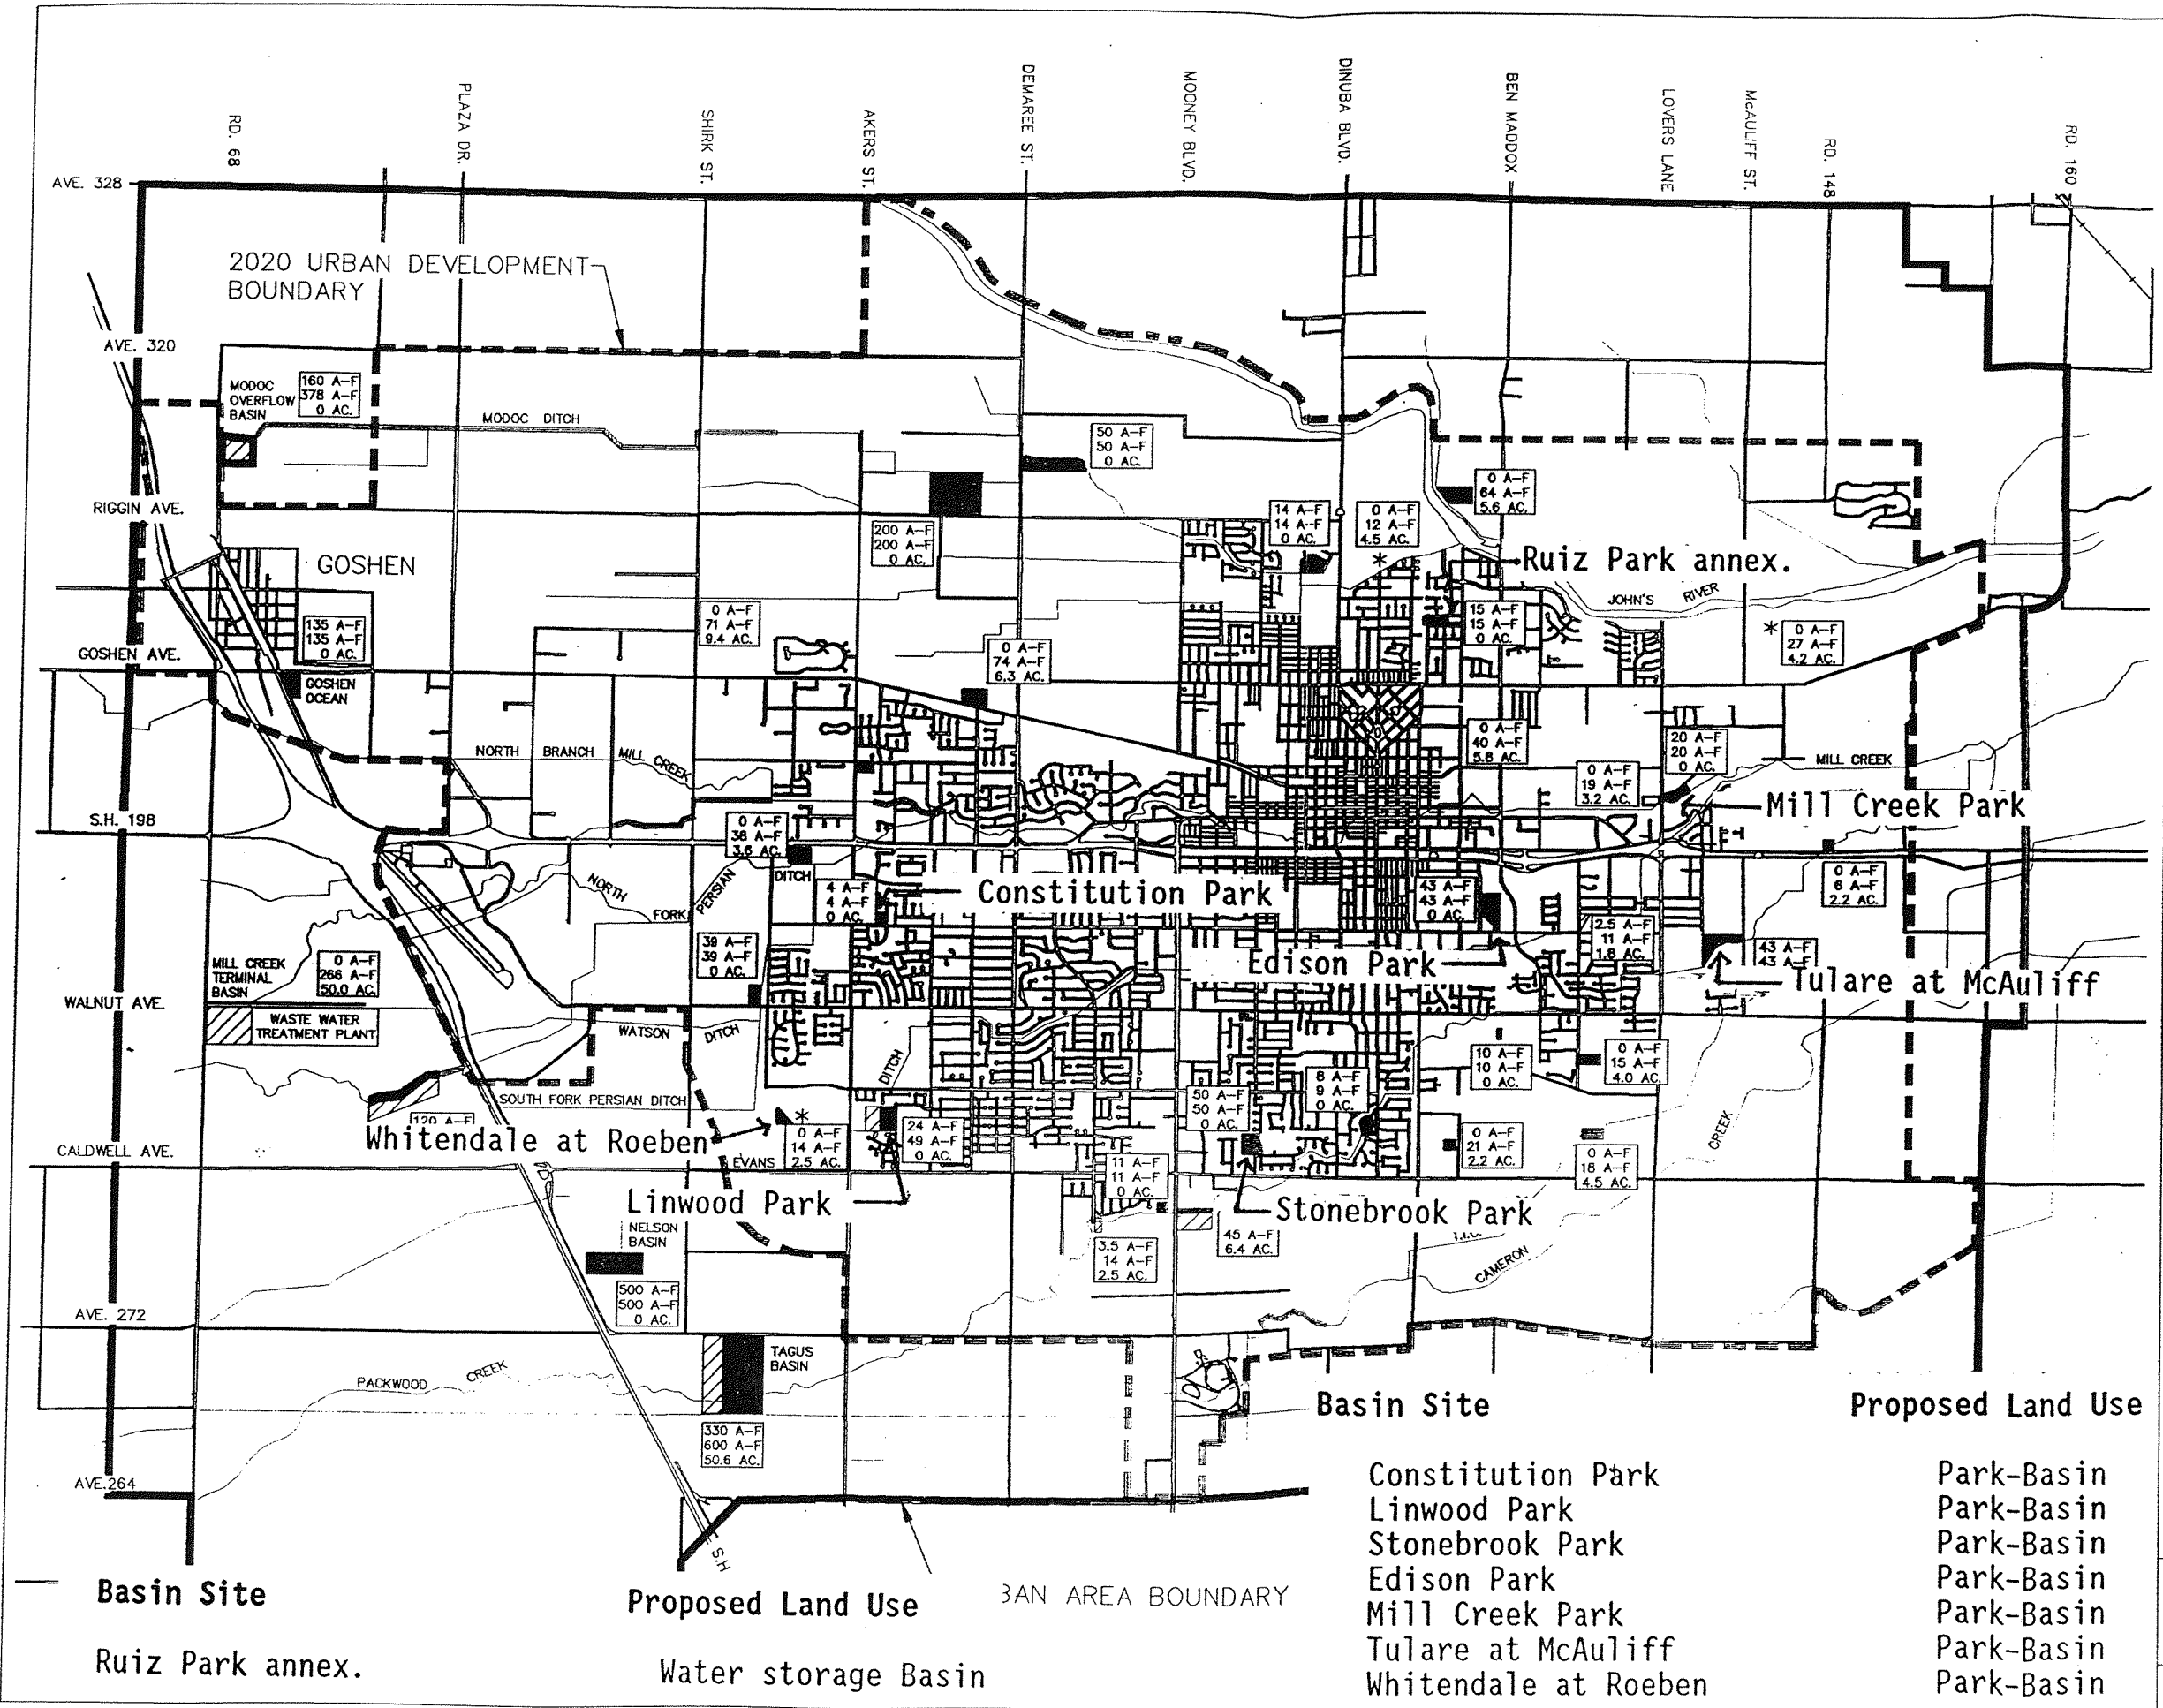 RD. 68
PLAZA DR.
SHIRK ST.
AKERS ST.
DEMAREE ST.
MOONEY BLVD.
DINUBA BLVD.
BEN MADDOX
LOVERS LANE
McAULIFF ST.
RD. 148
RD. 160
AVE. 328
2020 URBAN DEVELOPMENT
BOUNDARY
AVE. 320
MODOC
OVERFLOW
BASIN
160 A-F
378 A-F
0 AC.
MODOC DITCH
50 A-F
50 A-F
0 AC.
0 A-F
64 A-F
5.6 AC.
RIGGIN AVE.
200 A-F
200 A-F
0 AC.
14 A-F
14 A-F
0 AC.
0 A-F
12 A-F
4.5 AC.
*
GOSHEN
Ruiz Park annex.
JOHN'S RIVER
135 A-F
135 A-F
0 AC.
0 A-F
71 A-F
9.4 AC.
15 A-F
15 A-F
0 AC.
* 0 A-F
27 A-F
4.2 AC.
GOSHEN AVE.
0 A-F
74 A-F
6.3 AC.
GOSHEN
OCEAN
NORTH BRANCH MILL CREEK
0 A-F
40 A-F
5.8 AC.
20 A-F
20 A-F
0 AC.
MILL CREEK
0 A-F
19 A-F
3.2 AC.
Mill Creek Park
S.H. 198
0 A-F
38 A-F
3.6 AC.
NORTH
FORK
PERSIAN
DITCH
4 A-F
4 A-F
0 AC.
Constitution Park
43 A-F
43 A-F
0 AC.
0 A-F
6 A-F
2.2 AC.
2.5 A-F
11 A-F
1.8 AC.
39 A-F
39 A-F
0 AC.
Edison Park
43 A-F
43 A-F
Tulare at McAuliff
MILL CREEK
TERMINAL
BASIN
0 A-F
266 A-F
50.0 AC.
WALNUT AVE.
WASTE WATER
TREATMENT PLANT
WATSON DITCH
DITCH
10 A-F
10 A-F
0 AC.
0 A-F
15 A-F
4.0 AC.
8 A-F
9 A-F
0 AC.
50 A-F
50 A-F
0 AC.
SOUTH FORK PERSIAN DITCH
120 A-F
Whitendale at Roeben
*
0 A-F
14 A-F
2.5 AC.
24 A-F
49 A-F
0 AC.
0 A-F
21 A-F
2.2 AC.
0 A-F
18 A-F
4.5 AC.
CREEK
CALDWELL AVE.
EVANS
11 A-F
11 A-F
0 AC.
Linwood Park
Stonebrook Park
NELSON
BASIN
45 A-F
6.4 AC.
3.5 A-F
14 A-F
2.5 AC.
CAMERON
500 A-F
500 A-F
0 AC.
AVE. 272
TAGUS
BASIN
PACKWOOD CREEK
330 A-F
600 A-F
50.6 AC.
AVE. 264
S.H
BAN AREA BOUNDARY
Basin Site Proposed Land Use
Constitution Park Park-Basin
Linwood Park Park-Basin
Stonebrook Park Park-Basin
Edison Park Park-Basin
Mill Creek Park Park-Basin
Tulare at McAuliff Park-Basin
Whitendale at Roeben Park-Basin
Basin Site Proposed Land Use
Ruiz Park annex. Water storage Basin